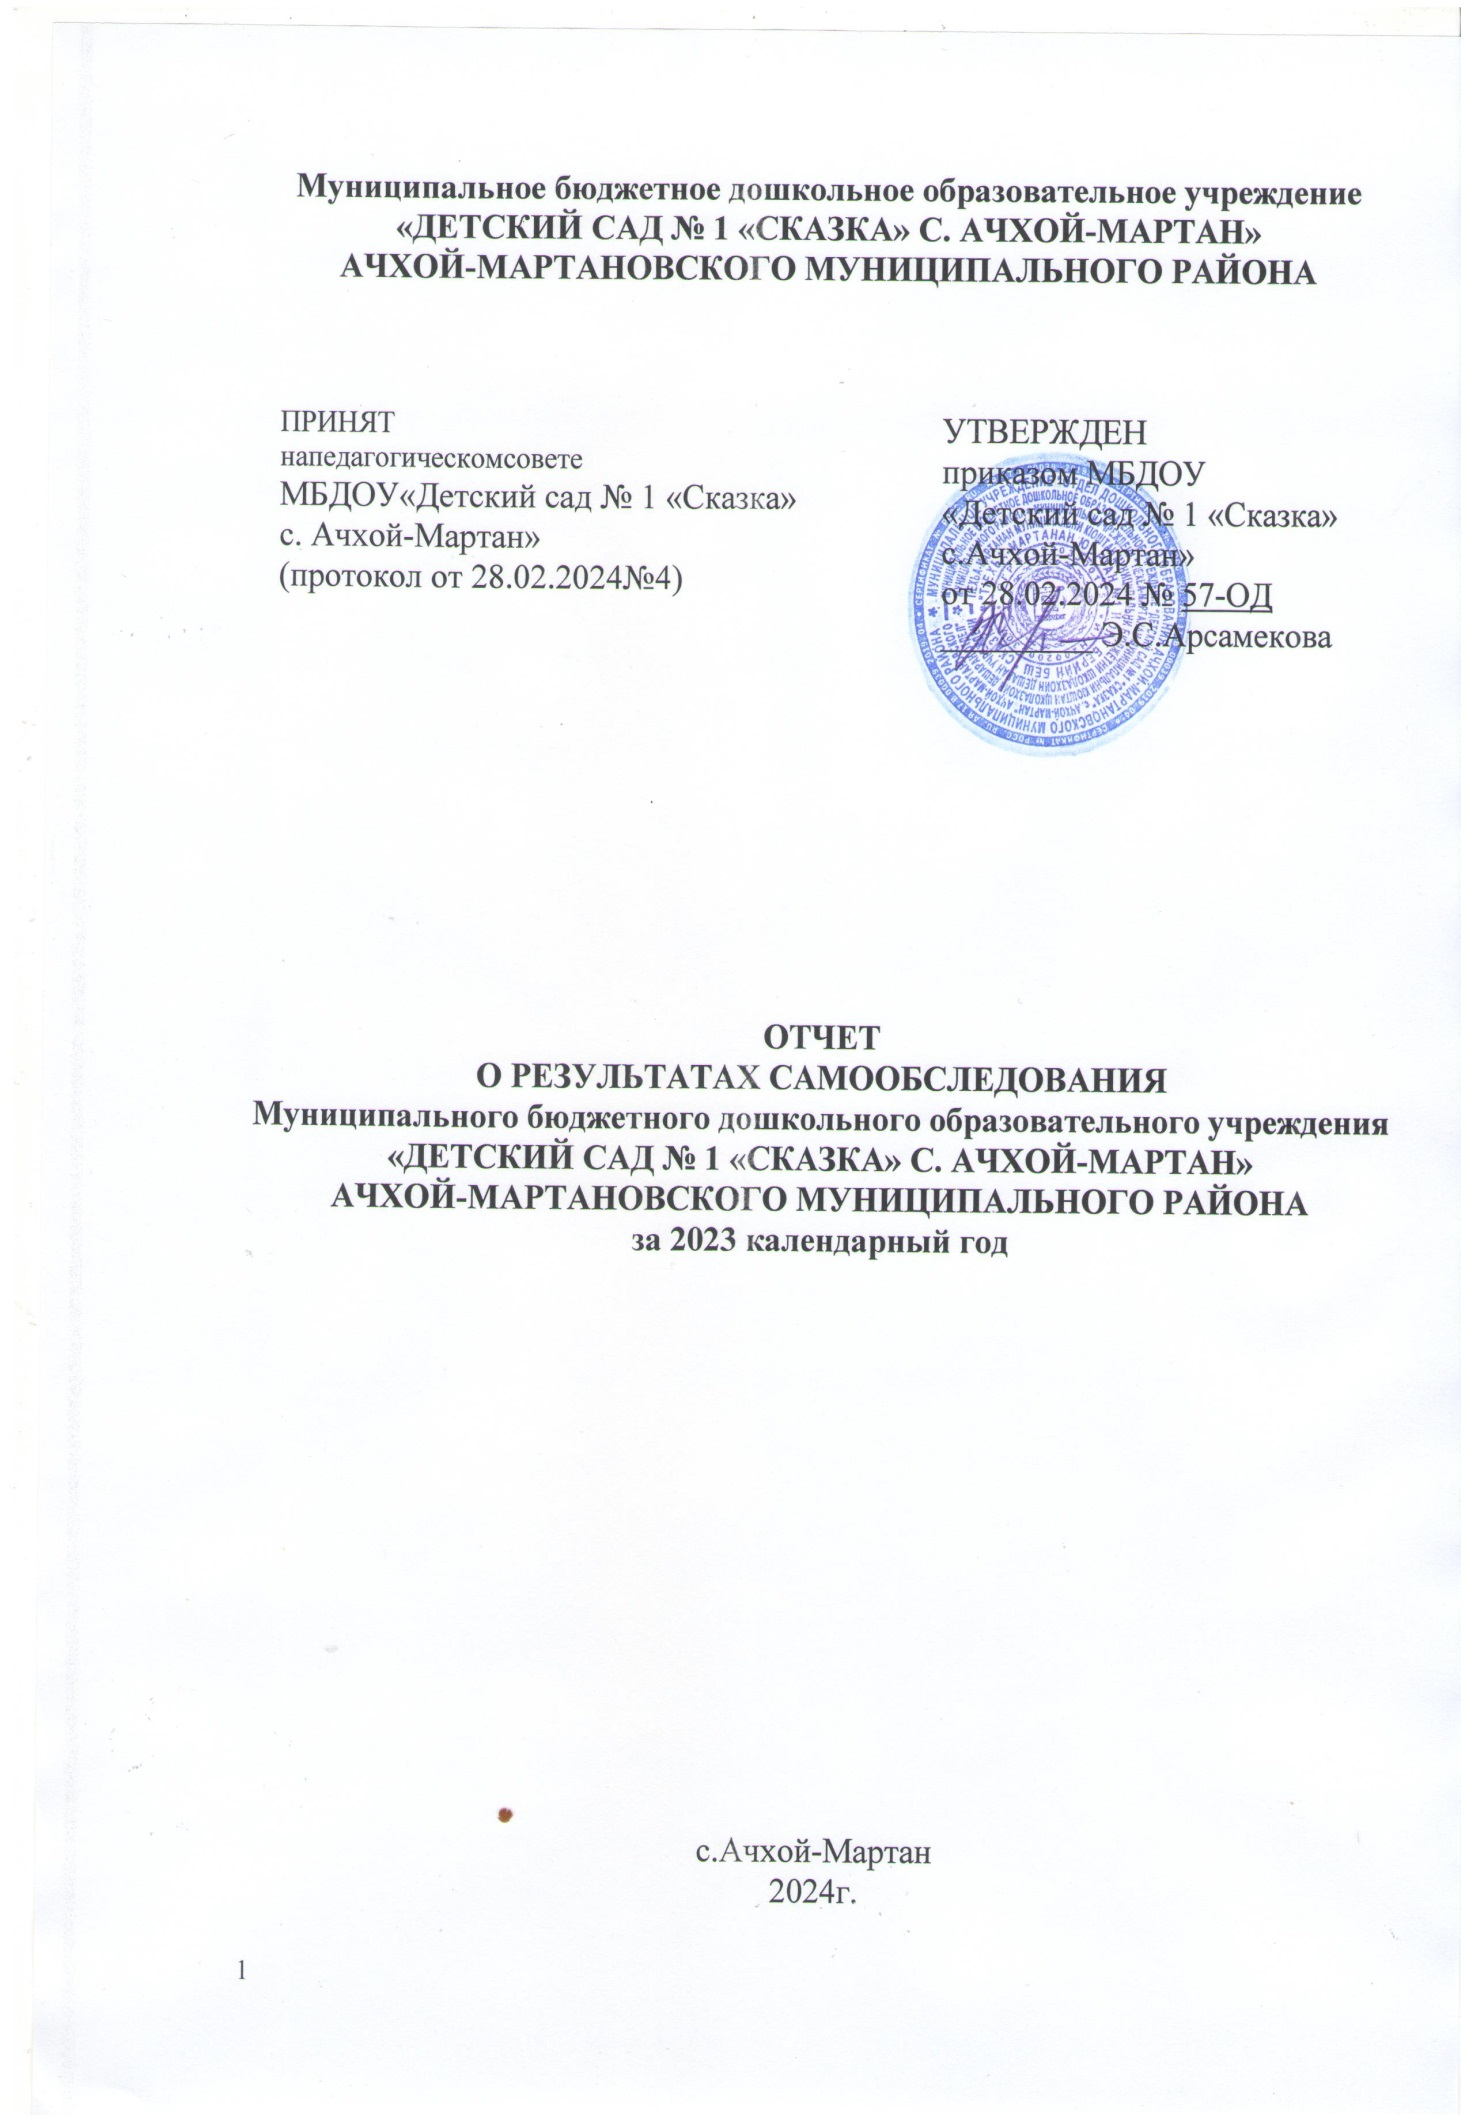 Муниципальное бюджетное дошкольное образовательное учреждение
«ДЕТСКИЙ САД № 1 «СКАЗКА» С. АЧХОЙ-МАРТАН»
АЧХОЙ-МАРТАНОВСКОГО МУНИЦИПАЛЬНОГО РАЙОНА
ПРИНЯТ
напедагогическомсовете
МБДОУ«Детский сад № 1 «Сказка»
с. Ачхой-Мартан»
(протокол от 28.02.2024№4)
УТВЕРЖДЕН
приказом МБДОУ
«Детский сад № 1 «Сказка»
с.Ачхой-Мартан»
от 28.02.2024 № 57-ОД
Э.С.Арсамекова
ОТЧЕТ
О РЕЗУЛЬТАТАХ САМООБСЛЕДОВАНИЯ
Муниципального бюджетного дошкольного образовательного учреждения
«ДЕТСКИЙ САД № 1 «СКАЗКА» С. АЧХОЙ-МАРТАН»
АЧХОЙ-МАРТАНОВСКОГО МУНИЦИПАЛЬНОГО РАЙОНА
за 2023 календарный год
с.Ачхой-Мартан
2024г.
1